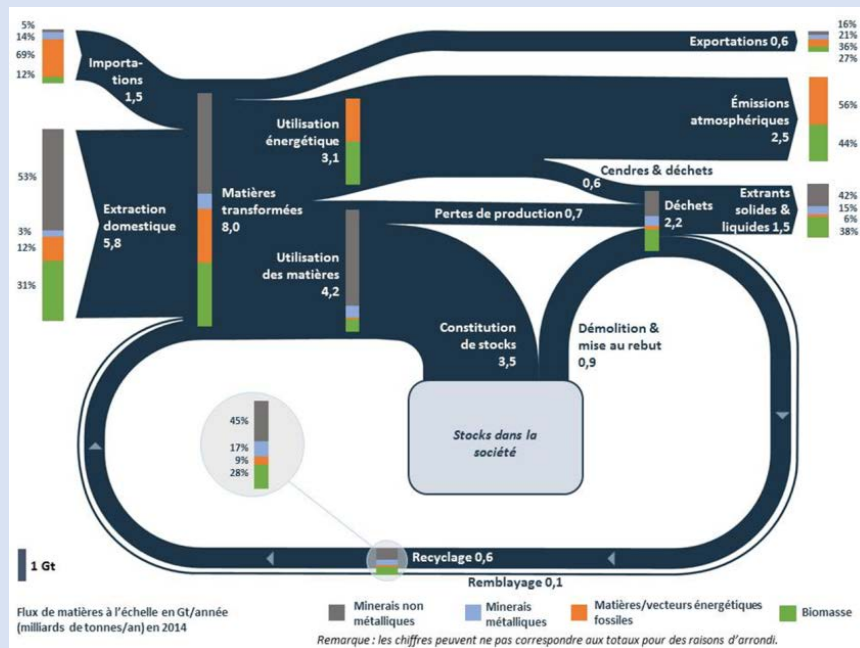 5%
14%
69%
12%
Importa-
tions
1,5
53%
3%
12%
31%
Extraction
domestique
5,8
Matières
transformées
8,0
Utilisation
énergétique
3,1
Utilisation
des matières
4,2
Exportations 0,6
16%
21%
36%
27%
Émissions
atmosphériques
2,5
56%
44%
Cendres & déchets
0,6
Pertes de production 0,7
Déchets
2,2
Extrants
solides &
liquides 1,5
42%
15%
6%
38%
Constitution
de stocks
3,5
Démolition &
mise au rebut
0,9
Stocks dans la
société
45%
17%
9%
28%
Recyclage 0,6
Remblayage 0,1
1 Gt
Flux de matières à l'échelle en Gt/année
(milliards de tonnes/an) en 2014
Minerais non
métalliques
Minerais
métalliques
Matières/vecteurs énergétiques
fossiles
Biomasse
Remarque : les chiffres peuvent ne pas correspondre aux totaux pour des raisons d'arrondi.